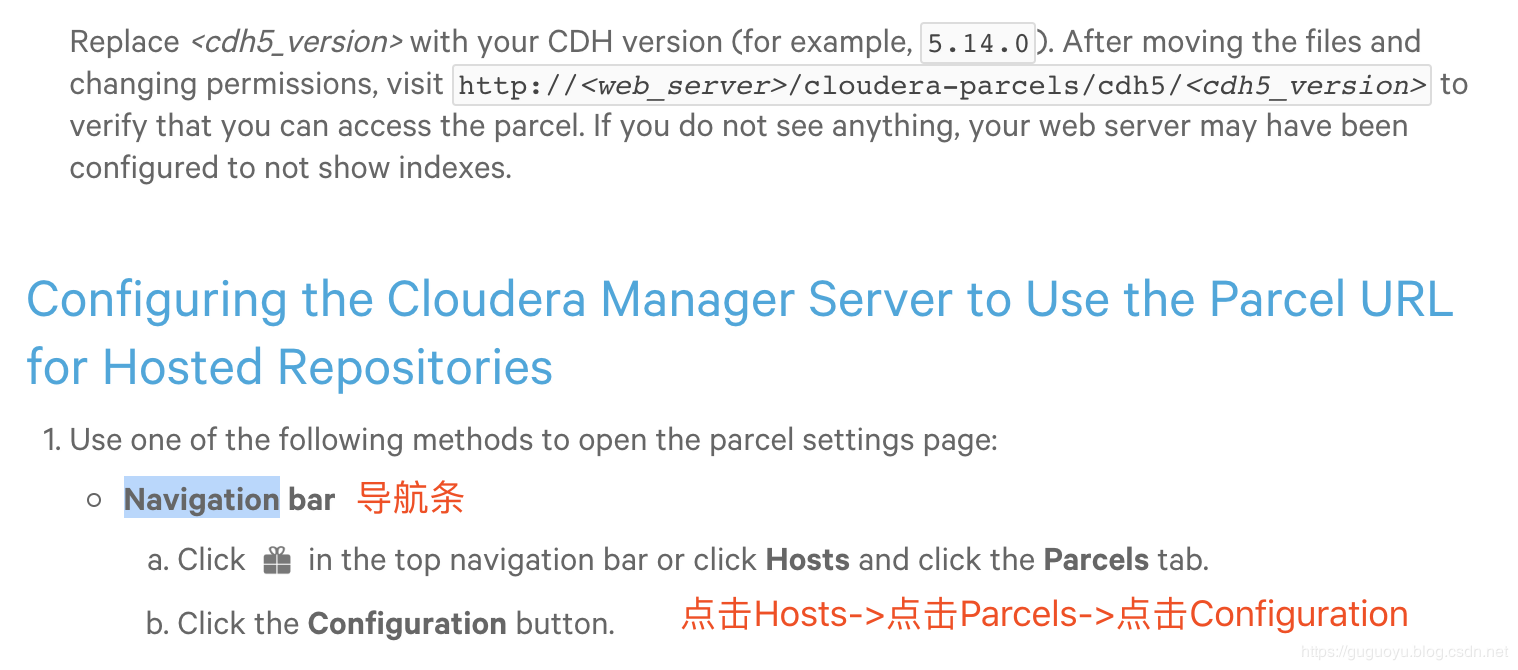 Replace <cdh5_version> with your CDH version (for example, 5.14.0). After moving the files and
changing permissions, visit http://<web_server>/cloudera-parcels/cdh5/<cdh5_version> to
verify that you can access the parcel. If you do not see anything, your web server may have been
configured to not show indexes.
Configuring the Cloudera Manager Server to Use the Parcel URL
for Hosted Repositories
1. Use one of the following methods to open the parcel settings page:
Navigation bar 导航条
a. Click in the top navigation bar or click Hosts and click the Parcels tab.
b. Click the Configuration button. 点击Hosts->点击Parcels->点击Configuration
https://guguoyu.blog.csdn.net